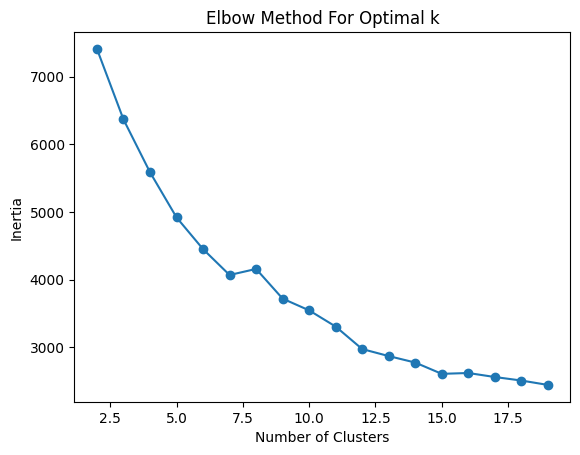 Elbow Method For Optimal k
7000
6000
5000
4000
3000
Inertia
2.5 5.0 7.5 10.0 12.5 15.0 17.5
Number of Clusters